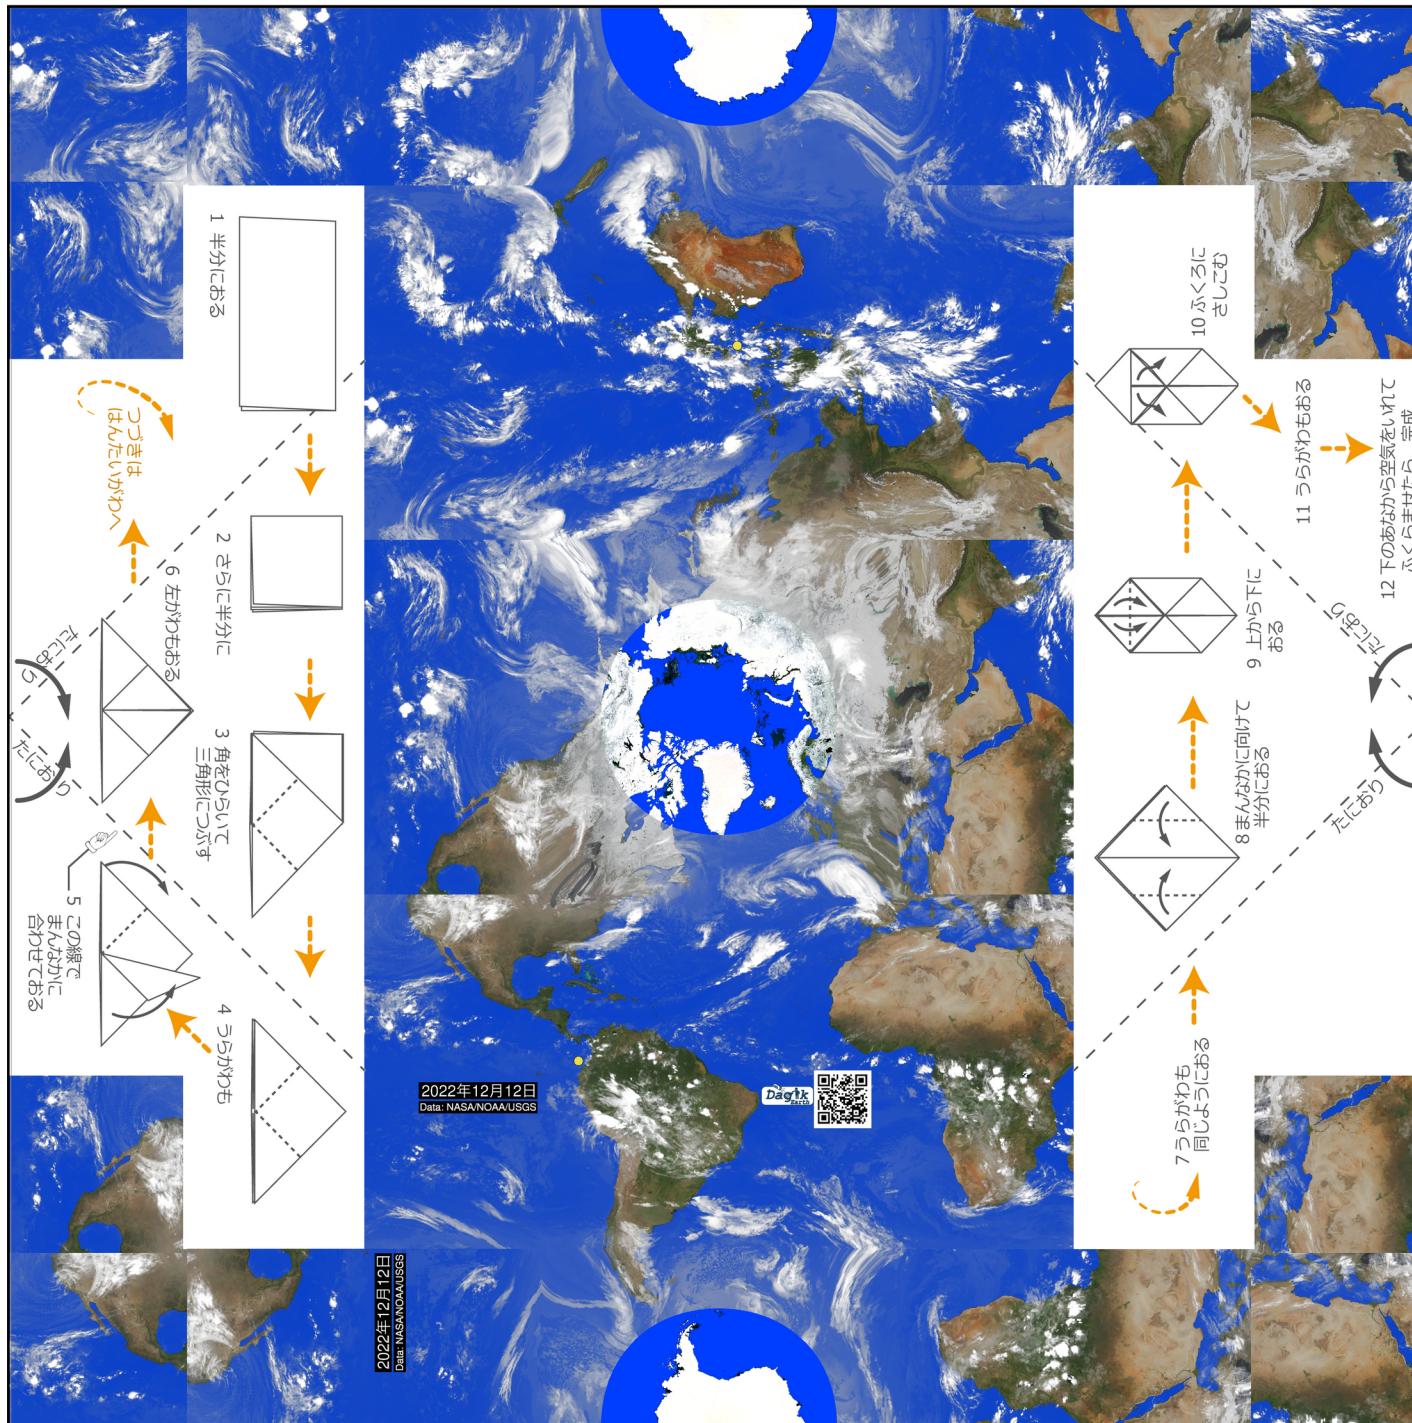 1 半分におる
2 さらに半分に
3 角をひらいて
三角形につぶす
4 うらがわも
5 この線で
まんなかに
合わせておる
6 左がわもおる
つづきは
はんたいがわへ
たにおり
たにおり
7 うらがわも
同じようにおる
8 まんなかに向けて
半分におる
9 上から下に
おる
10 ふくろに
さしこむ
11 うらがわもおる
12 下のあなから空気をいれて
たにおり
たにおり
2022年12月12日
Data: NASA/NOAA/USGS
Dagik
Earth
2022年12月12日
Data: NASA/NOAA/USGS